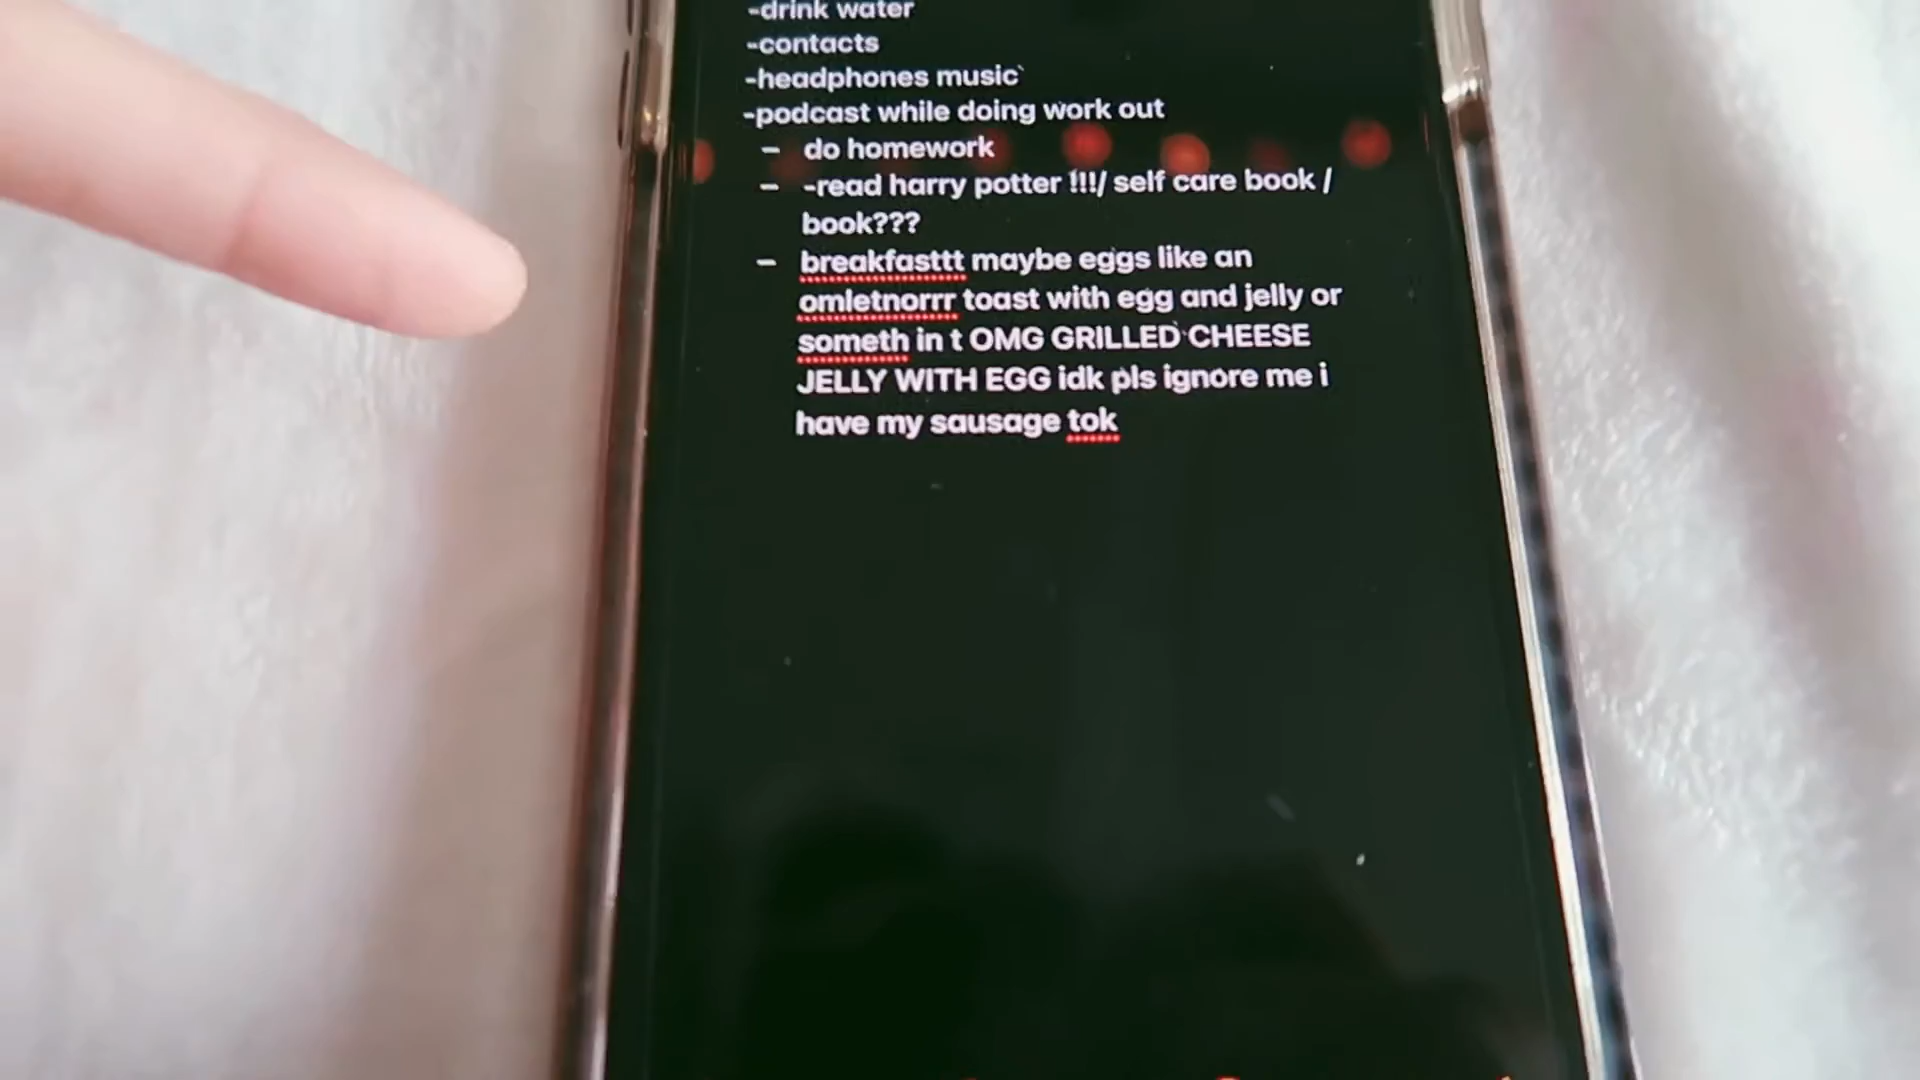 -drink water
-contacts
-headphones music`
-podcast while doing work out
– do homework
– -read harry potter !!!/ self care book /
book???
– breakfasttt maybe eggs like an
omletnorrr toast with egg and jelly or
someth in t OMG GRILLED CHEESE
JELLY WITH EGG idk pls ignore me i
have my sausage tok